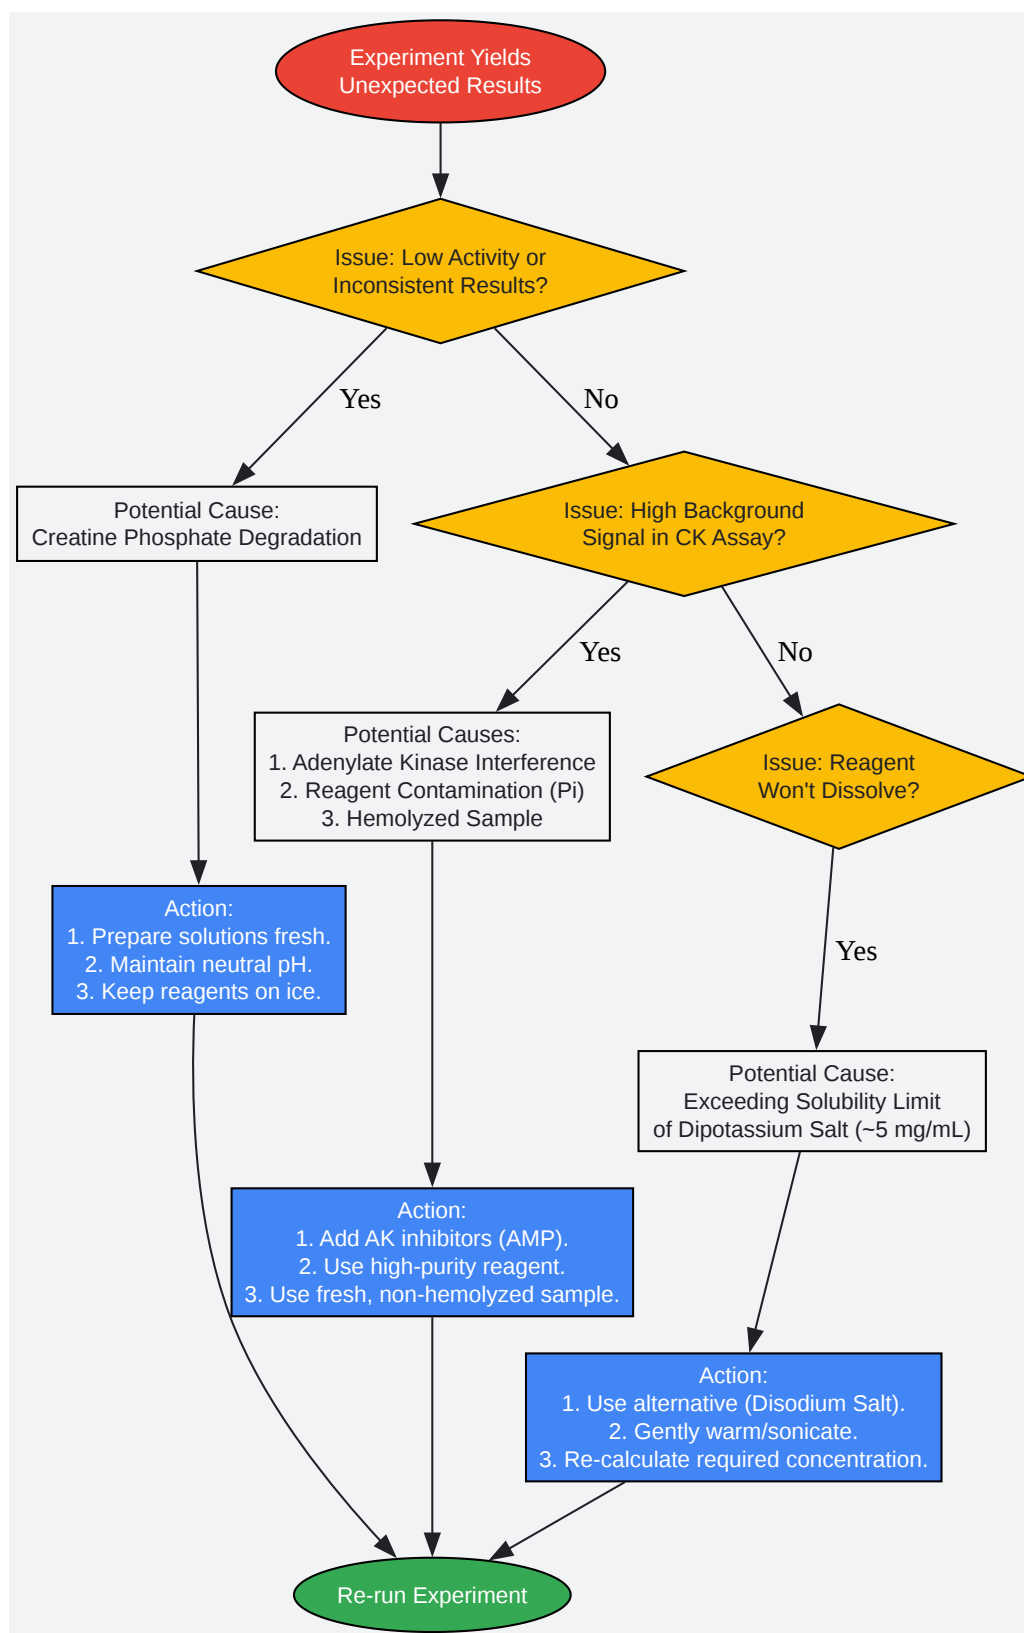 Experiment Yields
Unexpected Results
Issue: Low Activity or
Inconsistent Results?
Yes
No
Potential Cause:
Creatine Phosphate Degradation
Issue: High Background
Signal in CK Assay?
Yes
No
Potential Causes:
1. Adenylate Kinase Interference
2. Reagent Contamination (Pi)
3. Hemolyzed Sample
Issue: Reagent
Won't Dissolve?
Action:
1. Prepare solutions fresh.
2. Maintain neutral pH.
3. Keep reagents on ice.
Yes
Potential Cause:
Exceeding Solubility Limit
of Dipotassium Salt (~5 mg/mL)
Action:
1. Add AK inhibitors (AMP).
2. Use high-purity reagent.
3. Use fresh, non-hemolyzed sample.
Action:
1. Use alternative (Disodium Salt).
2. Gently warm/sonicate.
3. Re-calculate required concentration.
Re-run Experiment